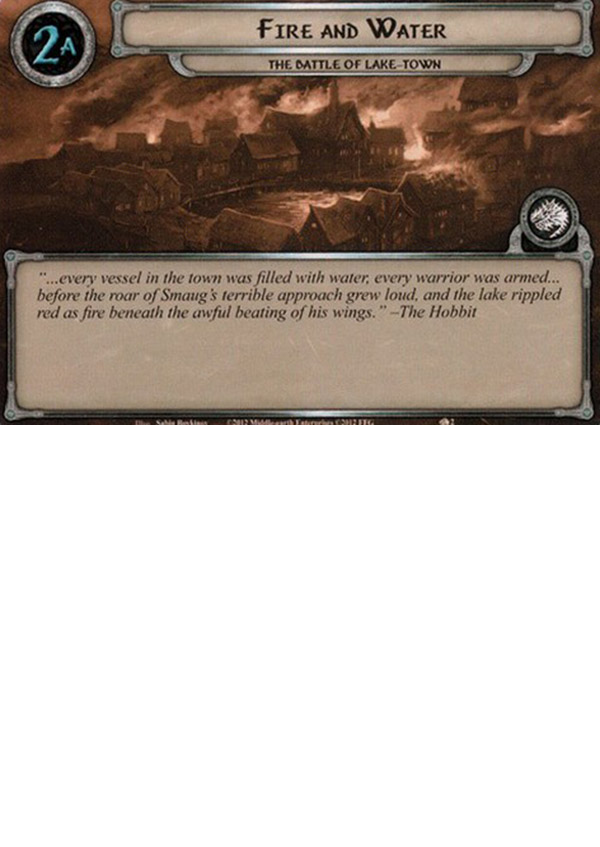 2A
FIRE AND WATER
THE BATTLE OF LAKE-TOWN
"...every vessel in the town was filled with water, every warrior was armed...
before the roar of Smaug's terrible approach grew loud, and the lake rippled
red as fire beneath the awful beating of his wings." –The Hobbit
©2012 Middle-earth Enterprises ©2012 FFG
2